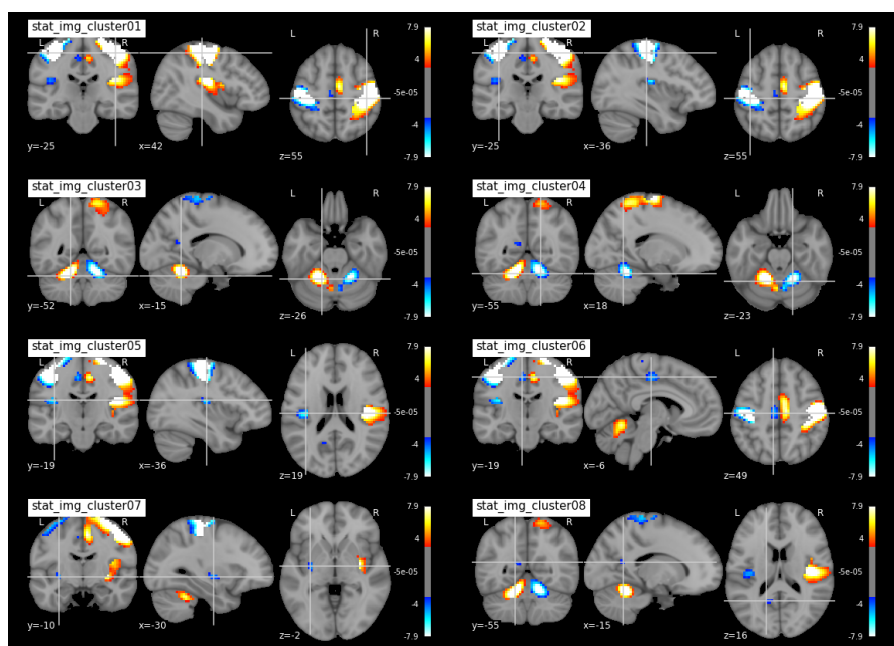 stat_img_cluster01
L R
L R
7.9
4
-5e-05
-4
-7.9
y=-25 x=42 z=55
stat_img_cluster02
L R
L R
7.9
4
-5e-05
-4
-7.9
y=-25 x=-36 z=55
stat_img_cluster03
L R
L R
7.9
4
-5e-05
-4
-7.9
y=-52 x=-15 z=-26
stat_img_cluster04
L R
L R
7.9
4
-5e-05
-4
-7.9
y=-55 x=18 z=-23
stat_img_cluster05
L R
L R
7.9
4
-5e-05
-4
-7.9
y=-19 x=-36 z=19
stat_img_cluster06
L R
L R
7.9
4
-5e-05
-4
-7.9
y=-19 x=-6 z=49
stat_img_cluster07
L R
L R
7.9
4
-5e-05
-4
-7.9
y=-10 x=-30 z=-2
stat_img_cluster08
L R
L R
7.9
4
-5e-05
-4
-7.9
y=-55 x=-15 z=16